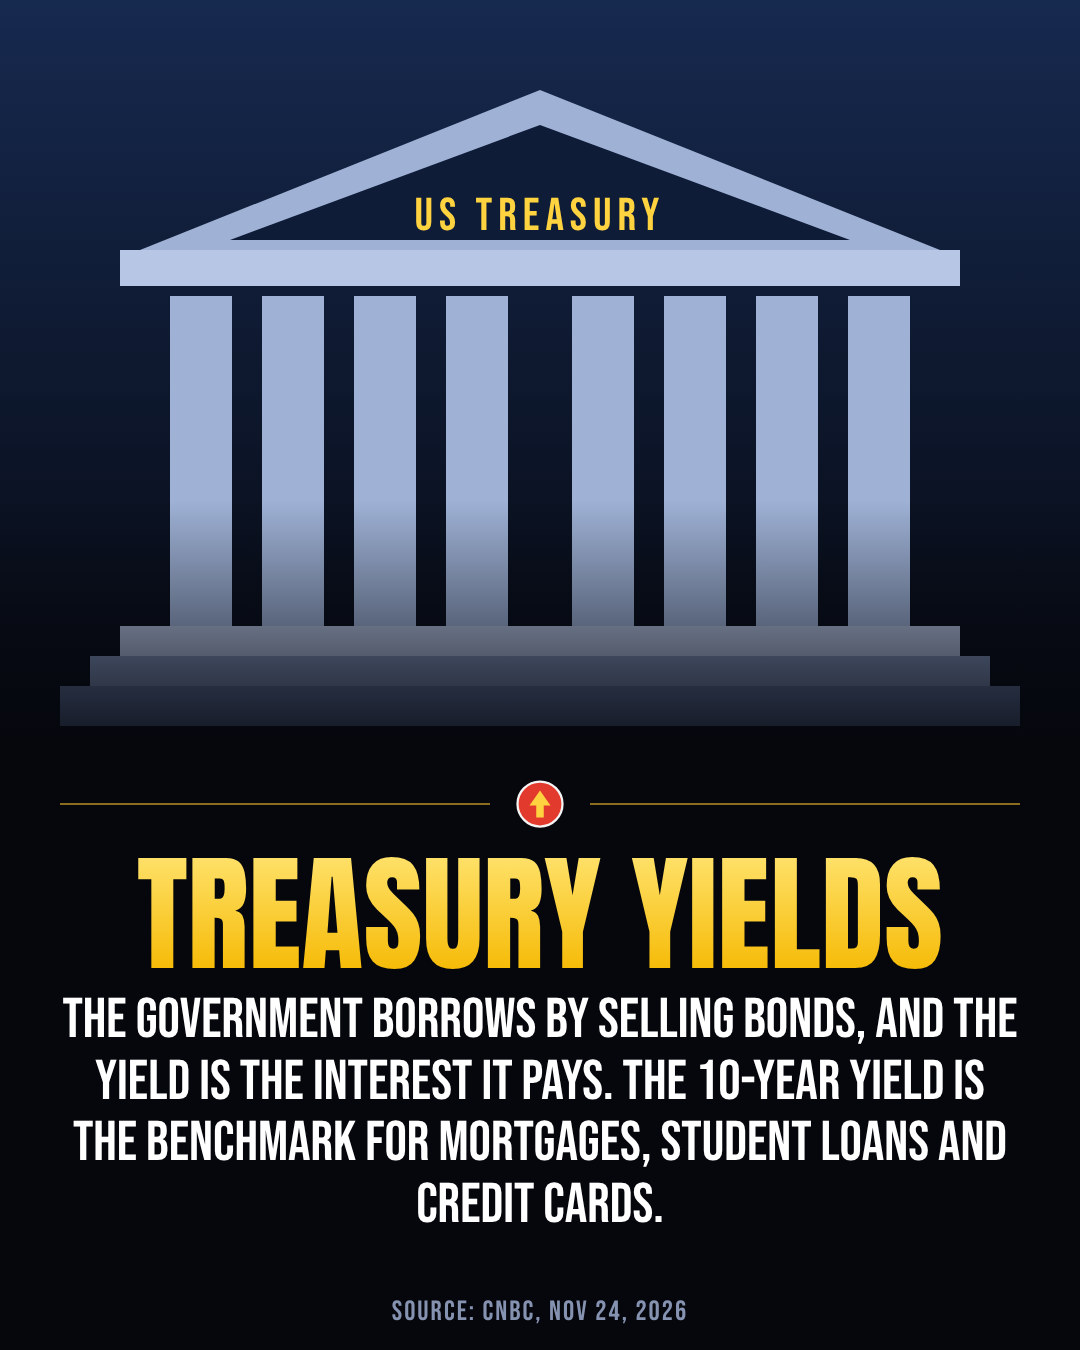 US TREASURY
TREASURY YIELDS
THE GOVERNMENT BORROWS BY SELLING BONDS, AND THE
YIELD IS THE INTEREST IT PAYS. THE 10-YEAR YIELD IS
THE BENCHMARK FOR MORTGAGES, STUDENT LOANS AND
CREDIT CARDS.
SOURCE: CNBC, NOV 24, 2026